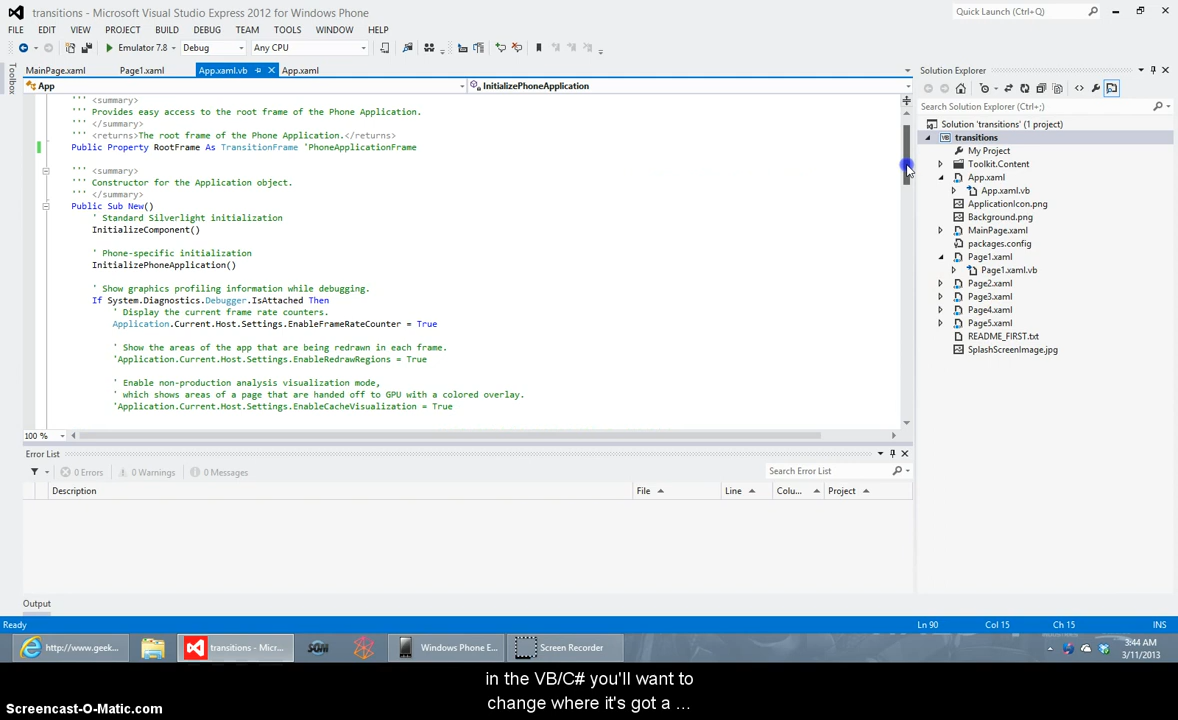 transitions - Microsoft Visual Studio Express 2012 for Windows Phone
Quick Launch (Ctrl+Q)
FILE EDIT VIEW PROJECT BUILD DEBUG TEAM TOOLS WINDOW HELP
Emulator 7.8 Debug Any CPU
Toolbox
MainPage.xaml Page1.xaml App.xaml.vb App.xaml
App InitializePhoneApplication
''' <summary>
''' Provides easy access to the root frame of the Phone Application.
''' </summary>
''' <returns>The root frame of the Phone Application.</returns>
Public Property RootFrame As TransitionFrame 'PhoneApplicationFrame
''' <summary>
''' Constructor for the Application object.
''' </summary>
Public Sub New()
' Standard Silverlight initialization
InitializeComponent()
' Phone-specific initialization
InitializePhoneApplication()
' Show graphics profiling information while debugging.
If System.Diagnostics.Debugger.IsAttached Then
' Display the current frame rate counters.
Application.Current.Host.Settings.EnableFrameRateCounter = True
' Show the areas of the app that are being redrawn in each frame.
'Application.Current.Host.Settings.EnableRedrawRegions = True
' Enable non-production analysis visualization mode,
' which shows areas of a page that are handed off to GPU with a colored overlay.
'Application.Current.Host.Settings.EnableCacheVisualization = True
100 %
Solution Explorer
Search Solution Explorer (Ctrl+;)
Solution 'transitions' (1 project)
VB transitions
My Project
Toolkit.Content
App.xaml
App.xaml.vb
ApplicationIcon.png
Background.png
MainPage.xaml
packages.config
Page1.xaml
Page1.xaml.vb
Page2.xaml
Page3.xaml
Page4.xaml
Page5.xaml
README_FIRST.txt
SplashScreenImage.jpg
Error List
0 Errors 0 Warnings 0 Messages
Search Error List
Description File Line Colu... Project
Output
Ready Ln 90 Col 15 Ch 15 INS
http://www.geek... transitions - Micr... SGM Windows Phone E... Screen Recorder
3:44 AM
3/11/2013
in the VB/C# you'll want to
change where it's got a ...
Screencast-O-Matic.com